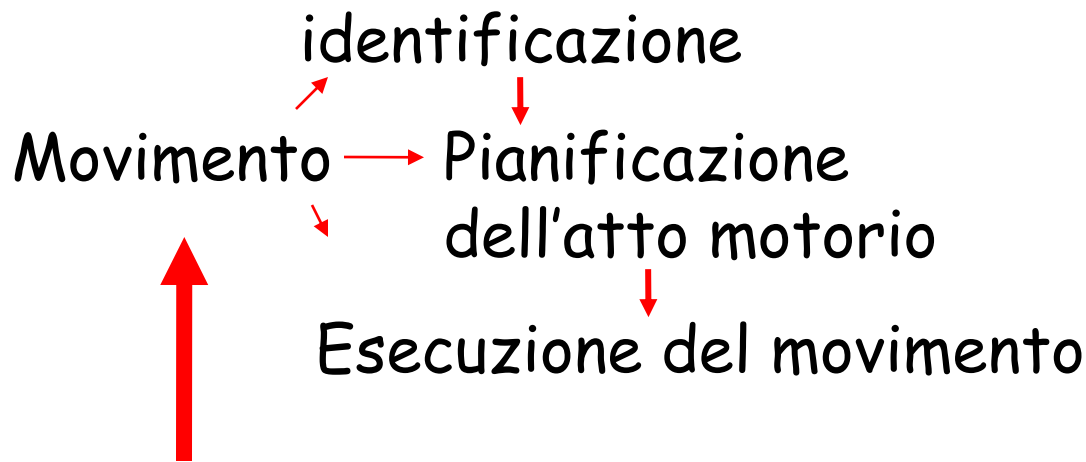 identificazione
Movimento
Pianificazione
dell'atto motorio
Esecuzione del movimento